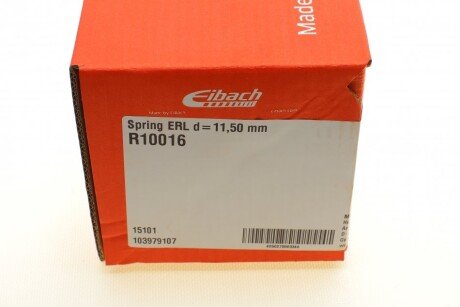 Made
Eibach
Spring ERL d=11,50 mm
R10016
15101
103979107